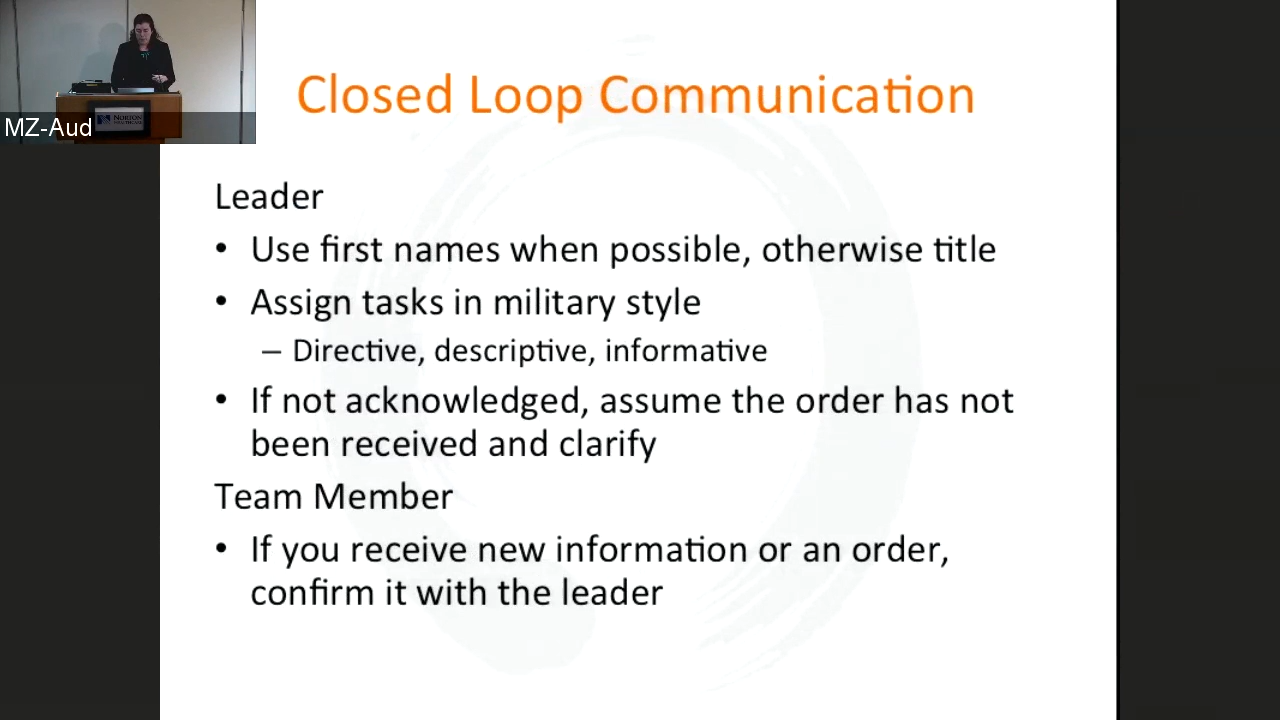 Closed Loop Communication
MZ-Aud
NORTON
Leader
• Use first names when possible, otherwise title
• Assign tasks in military style
– Directive, descriptive, informative
• If not acknowledged, assume the order has not
been received and clarify
Team Member
• If you receive new information or an order,
confirm it with the leader